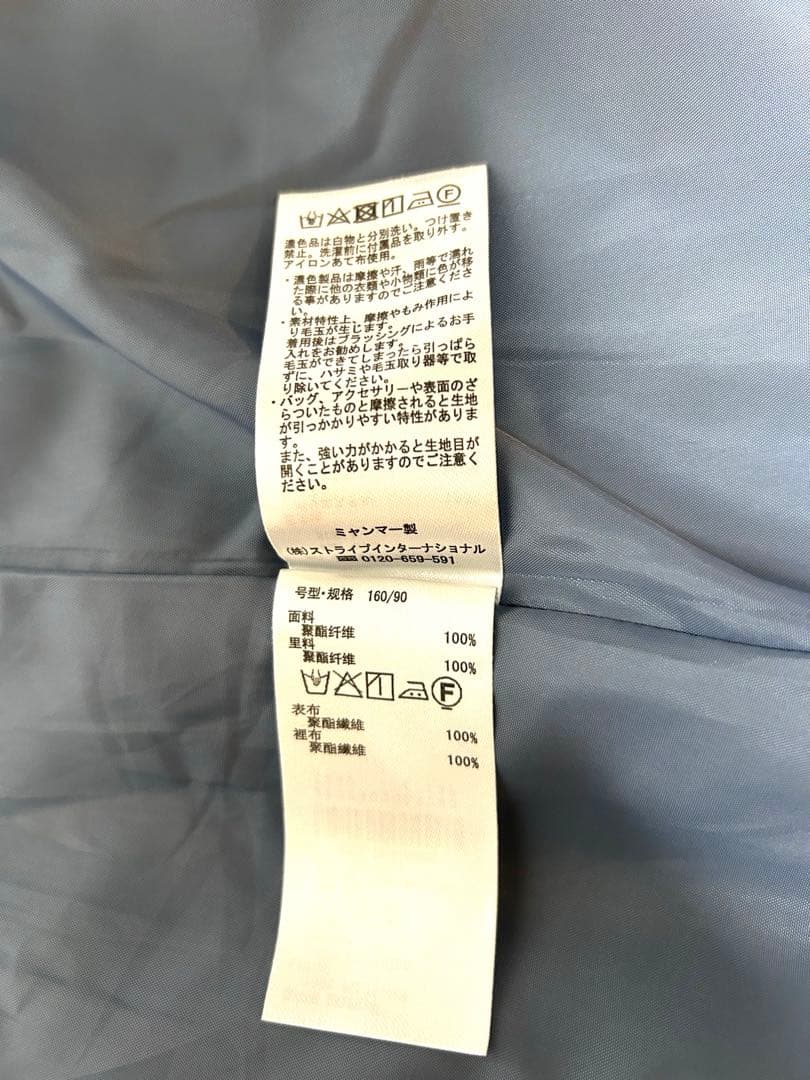 濃色品は白物と分別洗い。つけ置き
禁止。洗濯前に付属品を取り外す。
アイロンあて布使用。
・濃色製品は摩擦や汗、雨等で濡れ
た際に他の衣類や小物類に色が移
る事がありますのでご注意くださ
い。
・素材特性上、摩擦やもみ作用によ
り毛玉が生じます。
着用後はブラッシングによるお手
入れをお勧めします。
毛玉ができてしまったら引っぱら
ずに、ハサミや毛玉取り器等で取
り除いてください。
・バッグ、アクセサリーや表面のざ
らついたものと摩擦されると生地
が引っかかりやすい特性がありま
す。
また、強い力がかかると生地目が
開くことがありますのでご注意く
ださい。
ミャンマー製
(株)ストライプインターナショナル
0120-659-591
号型・规格 160/90
面料
聚酯纤维 100%
里料
聚酯纤维 100%
F
表布
聚酯纖維 100%
裡布
聚酯纖維 100%